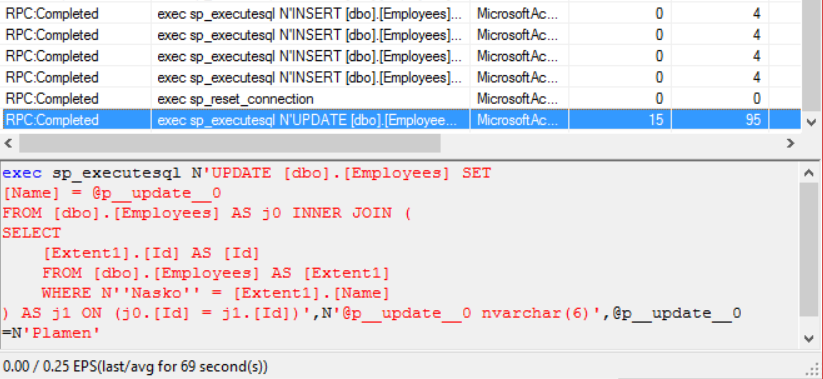 RPC:Completed exec sp_executesql N'INSERT [dbo].[Employees]... MicrosoftAc... 0 4
RPC:Completed exec sp_executesql N'INSERT [dbo].[Employees]... MicrosoftAc... 0 4
RPC:Completed exec sp_executesql N'INSERT [dbo].[Employees]... MicrosoftAc... 0 4
RPC:Completed exec sp_executesql N'INSERT [dbo].[Employees]... MicrosoftAc... 0 4
RPC:Completed exec sp_reset_connection MicrosoftAc... 0 0
RPC:Completed exec sp_executesql N'UPDATE [dbo].[Employee... MicrosoftAc... 15 95
exec sp_executesql N'UPDATE [dbo].[Employees] SET
[Name] = @p__update__0
FROM [dbo].[Employees] AS j0 INNER JOIN (
SELECT
[Extent1].[Id] AS [Id]
FROM [dbo].[Employees] AS [Extent1]
WHERE N''Nasko'' = [Extent1].[Name]
) AS j1 ON (j0.[Id] = j1.[Id])',N'@p__update__0 nvarchar(6)',@p__update__0
=N'Plamen'
0.00 / 0.25 EPS(last/avg for 69 second(s))